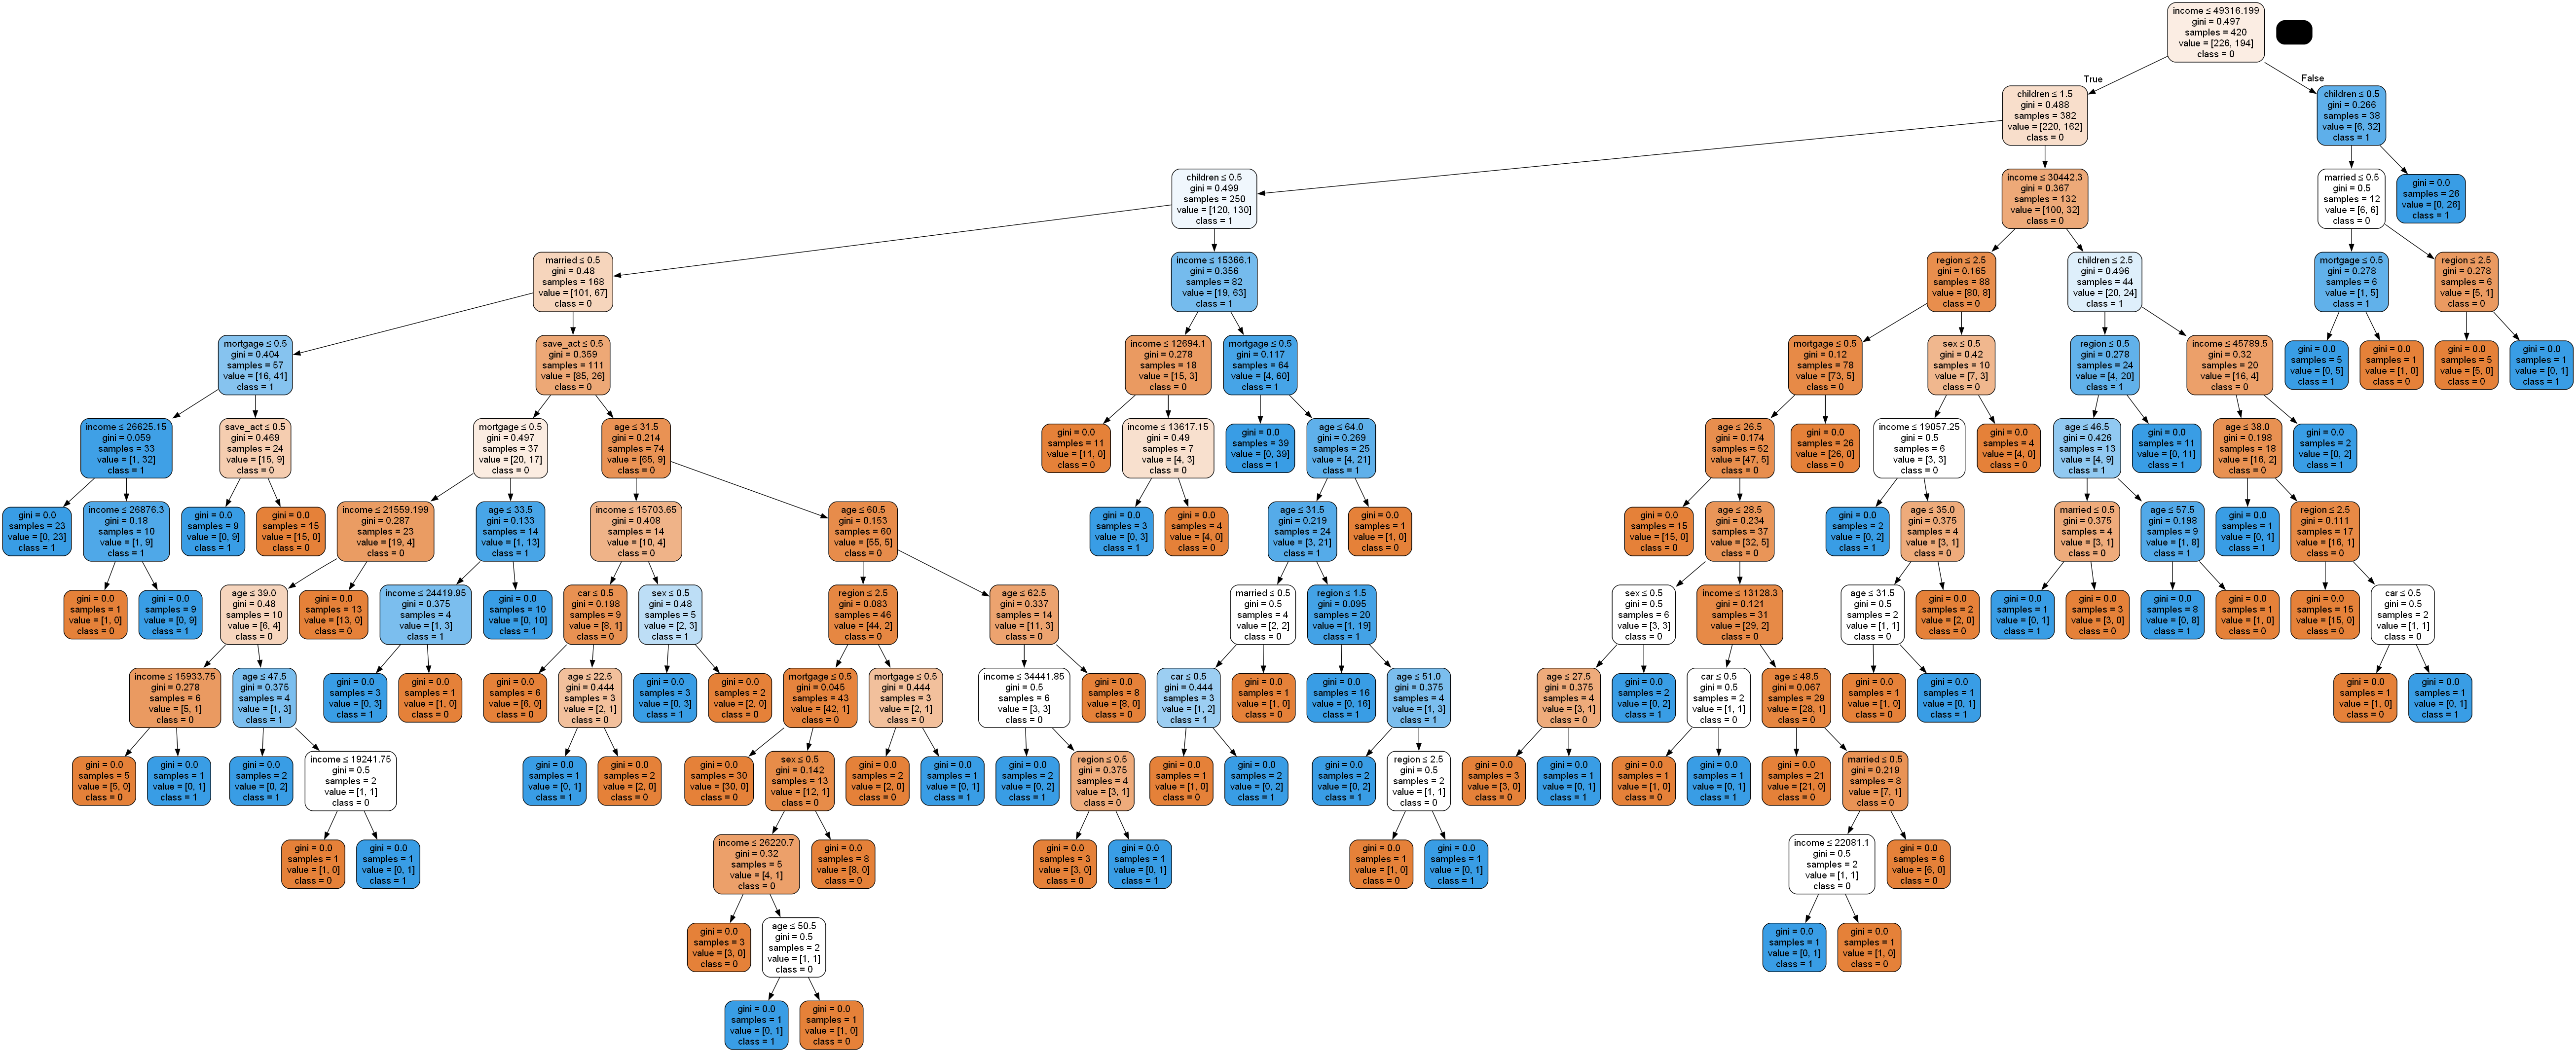 income ≤ 49316.199
gini = 0.497
samples = 420
value = [226, 194]
class = 0
True
False
children ≤ 1.5
gini = 0.488
samples = 382
value = [220, 162]
class = 0
children ≤ 0.5
gini = 0.266
samples = 38
value = [6, 32]
class = 1
children ≤ 0.5
gini = 0.499
samples = 250
value = [120, 130]
class = 1
income ≤ 30442.3
gini = 0.367
samples = 132
value = [100, 32]
class = 0
married ≤ 0.5
gini = 0.5
samples = 12
value = [6, 6]
class = 0
gini = 0.0
samples = 26
value = [0, 26]
class = 1
married ≤ 0.5
gini = 0.48
samples = 168
value = [101, 67]
class = 0
income ≤ 15366.1
gini = 0.356
samples = 82
value = [19, 63]
class = 1
region ≤ 2.5
gini = 0.165
samples = 88
value = [80, 8]
class = 0
children ≤ 2.5
gini = 0.496
samples = 44
value = [20, 24]
class = 1
mortgage ≤ 0.5
gini = 0.278
samples = 6
value = [1, 5]
class = 1
region ≤ 2.5
gini = 0.278
samples = 6
value = [5, 1]
class = 0
mortgage ≤ 0.5
gini = 0.404
samples = 57
value = [16, 41]
class = 1
save_act ≤ 0.5
gini = 0.359
samples = 111
value = [85, 26]
class = 0
income ≤ 12694.1
gini = 0.278
samples = 18
value = [15, 3]
class = 0
mortgage ≤ 0.5
gini = 0.117
samples = 64
value = [4, 60]
class = 1
mortgage ≤ 0.5
gini = 0.12
samples = 78
value = [73, 5]
class = 0
sex ≤ 0.5
gini = 0.42
samples = 10
value = [7, 3]
class = 0
region ≤ 0.5
gini = 0.278
samples = 24
value = [4, 20]
class = 1
income ≤ 45789.5
gini = 0.32
samples = 20
value = [16, 4]
class = 0
gini = 0.0
samples = 5
value = [0, 5]
class = 1
gini = 0.0
samples = 1
value = [1, 0]
class = 0
gini = 0.0
samples = 5
value = [5, 0]
class = 0
gini = 0.0
samples = 1
value = [0, 1]
class = 1
income ≤ 26625.15
gini = 0.059
samples = 33
value = [1, 32]
class = 1
save_act ≤ 0.5
gini = 0.469
samples = 24
value = [15, 9]
class = 0
mortgage ≤ 0.5
gini = 0.497
samples = 37
value = [20, 17]
class = 0
age ≤ 31.5
gini = 0.214
samples = 74
value = [65, 9]
class = 0
gini = 0.0
samples = 11
value = [11, 0]
class = 0
income ≤ 13617.15
gini = 0.49
samples = 7
value = [4, 3]
class = 0
gini = 0.0
samples = 39
value = [0, 39]
class = 1
age ≤ 64.0
gini = 0.269
samples = 25
value = [4, 21]
class = 1
age ≤ 26.5
gini = 0.174
samples = 52
value = [47, 5]
class = 0
gini = 0.0
samples = 26
value = [26, 0]
class = 0
income ≤ 19057.25
gini = 0.5
samples = 6
value = [3, 3]
class = 0
gini = 0.0
samples = 4
value = [4, 0]
class = 0
age ≤ 46.5
gini = 0.426
samples = 13
value = [4, 9]
class = 1
gini = 0.0
samples = 11
value = [0, 11]
class = 1
age ≤ 38.0
gini = 0.198
samples = 18
value = [16, 2]
class = 0
gini = 0.0
samples = 2
value = [0, 2]
class = 1
gini = 0.0
samples = 23
value = [0, 23]
class = 1
income ≤ 26876.3
gini = 0.18
samples = 10
value = [1, 9]
class = 1
gini = 0.0
samples = 9
value = [0, 9]
class = 1
gini = 0.0
samples = 15
value = [15, 0]
class = 0
income ≤ 21559.199
gini = 0.287
samples = 23
value = [19, 4]
class = 0
age ≤ 33.5
gini = 0.133
samples = 14
value = [1, 13]
class = 1
income ≤ 15703.65
gini = 0.408
samples = 14
value = [10, 4]
class = 0
age ≤ 60.5
gini = 0.153
samples = 60
value = [55, 5]
class = 0
gini = 0.0
samples = 3
value = [0, 3]
class = 1
gini = 0.0
samples = 4
value = [4, 0]
class = 0
age ≤ 31.5
gini = 0.219
samples = 24
value = [3, 21]
class = 1
gini = 0.0
samples = 1
value = [1, 0]
class = 0
gini = 0.0
samples = 15
value = [15, 0]
class = 0
age ≤ 28.5
gini = 0.234
samples = 37
value = [32, 5]
class = 0
gini = 0.0
samples = 2
value = [0, 2]
class = 1
age ≤ 35.0
gini = 0.375
samples = 4
value = [3, 1]
class = 0
married ≤ 0.5
gini = 0.375
samples = 4
value = [3, 1]
class = 0
age ≤ 57.5
gini = 0.198
samples = 9
value = [1, 8]
class = 1
gini = 0.0
samples = 1
value = [0, 1]
class = 1
region ≤ 2.5
gini = 0.111
samples = 17
value = [16, 1]
class = 0
gini = 0.0
samples = 1
value = [1, 0]
class = 0
gini = 0.0
samples = 9
value = [0, 9]
class = 1
age ≤ 39.0
gini = 0.48
samples = 10
value = [6, 4]
class = 0
gini = 0.0
samples = 13
value = [13, 0]
class = 0
income ≤ 24419.95
gini = 0.375
samples = 4
value = [1, 3]
class = 1
gini = 0.0
samples = 10
value = [0, 10]
class = 1
car ≤ 0.5
gini = 0.198
samples = 9
value = [8, 1]
class = 0
sex ≤ 0.5
gini = 0.48
samples = 5
value = [2, 3]
class = 1
region ≤ 2.5
gini = 0.083
samples = 46
value = [44, 2]
class = 0
age ≤ 62.5
gini = 0.337
samples = 14
value = [11, 3]
class = 0
married ≤ 0.5
gini = 0.5
samples = 4
value = [2, 2]
class = 0
region ≤ 1.5
gini = 0.095
samples = 20
value = [1, 19]
class = 1
sex ≤ 0.5
gini = 0.5
samples = 6
value = [3, 3]
class = 0
income ≤ 13128.3
gini = 0.121
samples = 31
value = [29, 2]
class = 0
age ≤ 31.5
gini = 0.5
samples = 2
value = [1, 1]
class = 0
gini = 0.0
samples = 2
value = [2, 0]
class = 0
gini = 0.0
samples = 1
value = [0, 1]
class = 1
gini = 0.0
samples = 3
value = [3, 0]
class = 0
gini = 0.0
samples = 8
value = [0, 8]
class = 1
gini = 0.0
samples = 1
value = [1, 0]
class = 0
gini = 0.0
samples = 15
value = [15, 0]
class = 0
car ≤ 0.5
gini = 0.5
samples = 2
value = [1, 1]
class = 0
income ≤ 15933.75
gini = 0.278
samples = 6
value = [5, 1]
class = 0
age ≤ 47.5
gini = 0.375
samples = 4
value = [1, 3]
class = 1
gini = 0.0
samples = 3
value = [0, 3]
class = 1
gini = 0.0
samples = 1
value = [1, 0]
class = 0
gini = 0.0
samples = 6
value = [6, 0]
class = 0
age ≤ 22.5
gini = 0.444
samples = 3
value = [2, 1]
class = 0
gini = 0.0
samples = 3
value = [0, 3]
class = 1
gini = 0.0
samples = 2
value = [2, 0]
class = 0
mortgage ≤ 0.5
gini = 0.045
samples = 43
value = [42, 1]
class = 0
mortgage ≤ 0.5
gini = 0.444
samples = 3
value = [2, 1]
class = 0
income ≤ 34441.85
gini = 0.5
samples = 6
value = [3, 3]
class = 0
gini = 0.0
samples = 8
value = [8, 0]
class = 0
car ≤ 0.5
gini = 0.444
samples = 3
value = [1, 2]
class = 1
gini = 0.0
samples = 1
value = [1, 0]
class = 0
gini = 0.0
samples = 16
value = [0, 16]
class = 1
age ≤ 51.0
gini = 0.375
samples = 4
value = [1, 3]
class = 1
age ≤ 27.5
gini = 0.375
samples = 4
value = [3, 1]
class = 0
gini = 0.0
samples = 2
value = [0, 2]
class = 1
car ≤ 0.5
gini = 0.5
samples = 2
value = [1, 1]
class = 0
age ≤ 48.5
gini = 0.067
samples = 29
value = [28, 1]
class = 0
gini = 0.0
samples = 1
value = [1, 0]
class = 0
gini = 0.0
samples = 1
value = [0, 1]
class = 1
gini = 0.0
samples = 1
value = [1, 0]
class = 0
gini = 0.0
samples = 1
value = [0, 1]
class = 1
gini = 0.0
samples = 5
value = [5, 0]
class = 0
gini = 0.0
samples = 1
value = [0, 1]
class = 1
gini = 0.0
samples = 2
value = [0, 2]
class = 1
income ≤ 19241.75
gini = 0.5
samples = 2
value = [1, 1]
class = 0
gini = 0.0
samples = 1
value = [0, 1]
class = 1
gini = 0.0
samples = 2
value = [2, 0]
class = 0
gini = 0.0
samples = 30
value = [30, 0]
class = 0
sex ≤ 0.5
gini = 0.142
samples = 13
value = [12, 1]
class = 0
gini = 0.0
samples = 2
value = [2, 0]
class = 0
gini = 0.0
samples = 1
value = [0, 1]
class = 1
gini = 0.0
samples = 2
value = [0, 2]
class = 1
region ≤ 0.5
gini = 0.375
samples = 4
value = [3, 1]
class = 0
gini = 0.0
samples = 1
value = [1, 0]
class = 0
gini = 0.0
samples = 2
value = [0, 2]
class = 1
gini = 0.0
samples = 2
value = [0, 2]
class = 1
region ≤ 2.5
gini = 0.5
samples = 2
value = [1, 1]
class = 0
gini = 0.0
samples = 3
value = [3, 0]
class = 0
gini = 0.0
samples = 1
value = [0, 1]
class = 1
gini = 0.0
samples = 1
value = [1, 0]
class = 0
gini = 0.0
samples = 1
value = [0, 1]
class = 1
gini = 0.0
samples = 21
value = [21, 0]
class = 0
married ≤ 0.5
gini = 0.219
samples = 8
value = [7, 1]
class = 0
gini = 0.0
samples = 1
value = [1, 0]
class = 0
gini = 0.0
samples = 1
value = [0, 1]
class = 1
income ≤ 26220.7
gini = 0.32
samples = 5
value = [4, 1]
class = 0
gini = 0.0
samples = 8
value = [8, 0]
class = 0
gini = 0.0
samples = 3
value = [3, 0]
class = 0
gini = 0.0
samples = 1
value = [0, 1]
class = 1
gini = 0.0
samples = 1
value = [1, 0]
class = 0
gini = 0.0
samples = 1
value = [0, 1]
class = 1
income ≤ 22081.1
gini = 0.5
samples = 2
value = [1, 1]
class = 0
gini = 0.0
samples = 6
value = [6, 0]
class = 0
gini = 0.0
samples = 3
value = [3, 0]
class = 0
age ≤ 50.5
gini = 0.5
samples = 2
value = [1, 1]
class = 0
gini = 0.0
samples = 1
value = [0, 1]
class = 1
gini = 0.0
samples = 1
value = [1, 0]
class = 0
gini = 0.0
samples = 1
value = [0, 1]
class = 1
gini = 0.0
samples = 1
value = [1, 0]
class = 0